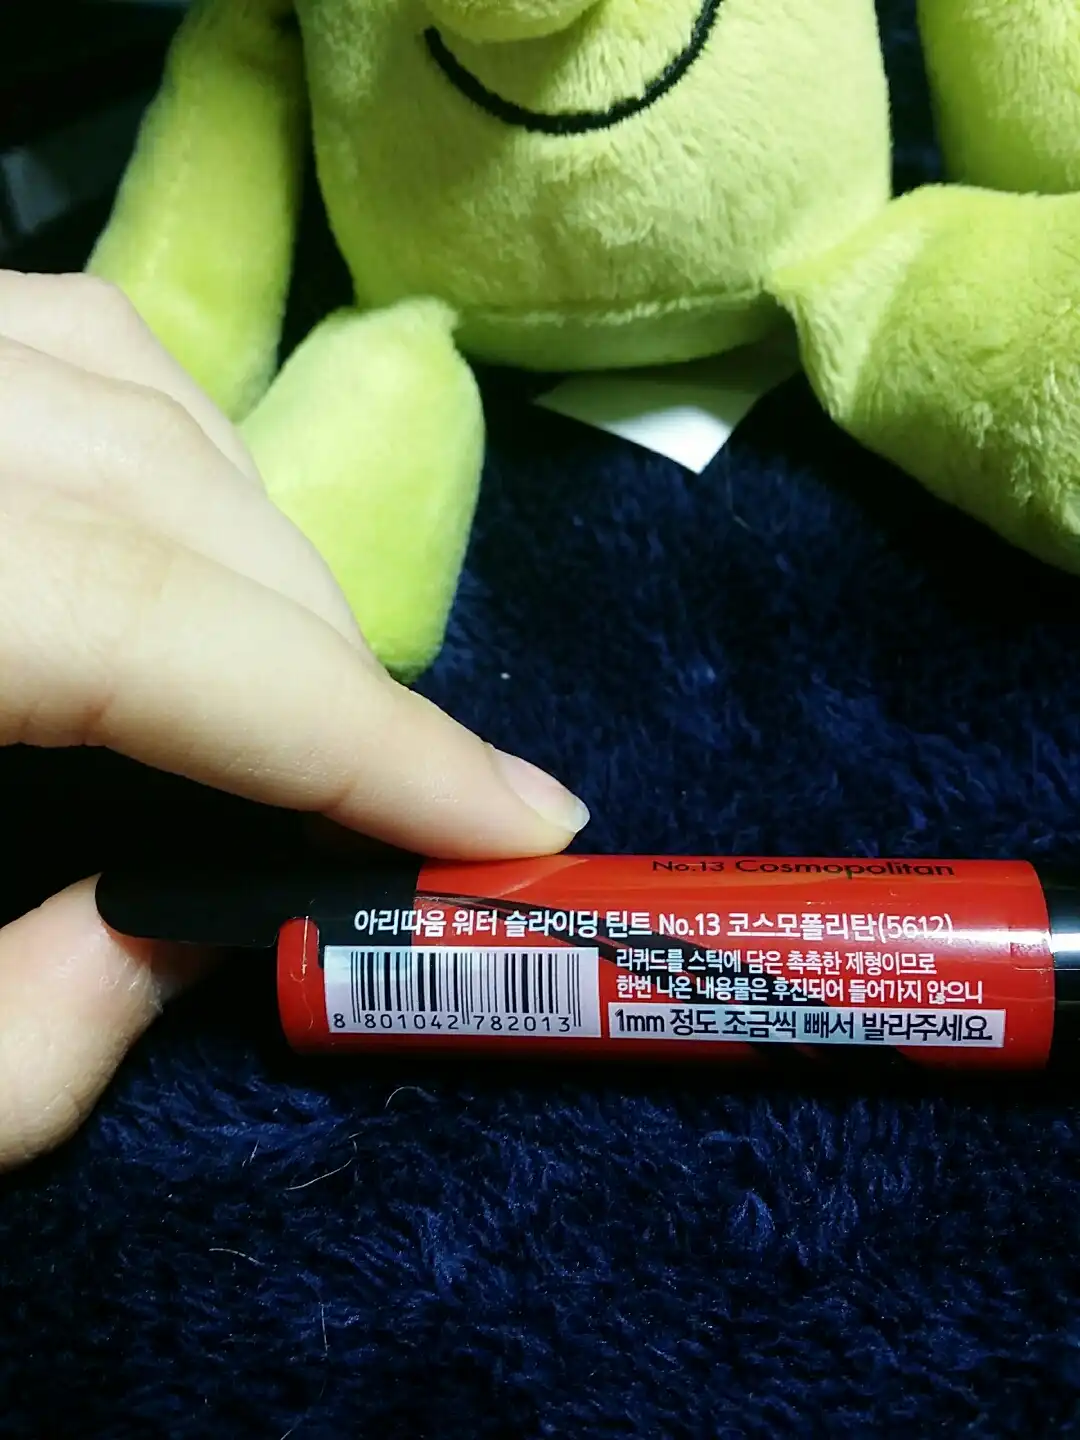 No.13 Cosmopolitan
아리따움 워터 슬라이딩 틴트 No.13 코스모폴리탄(5612)
리퀴드를 스틱에 담은 촉촉한 제형이므로
한번 나온 내용물은 후진되어 들어가지 않으니
1mm 정도 조금씩 빼서 발라주세요.
8 801042 782013